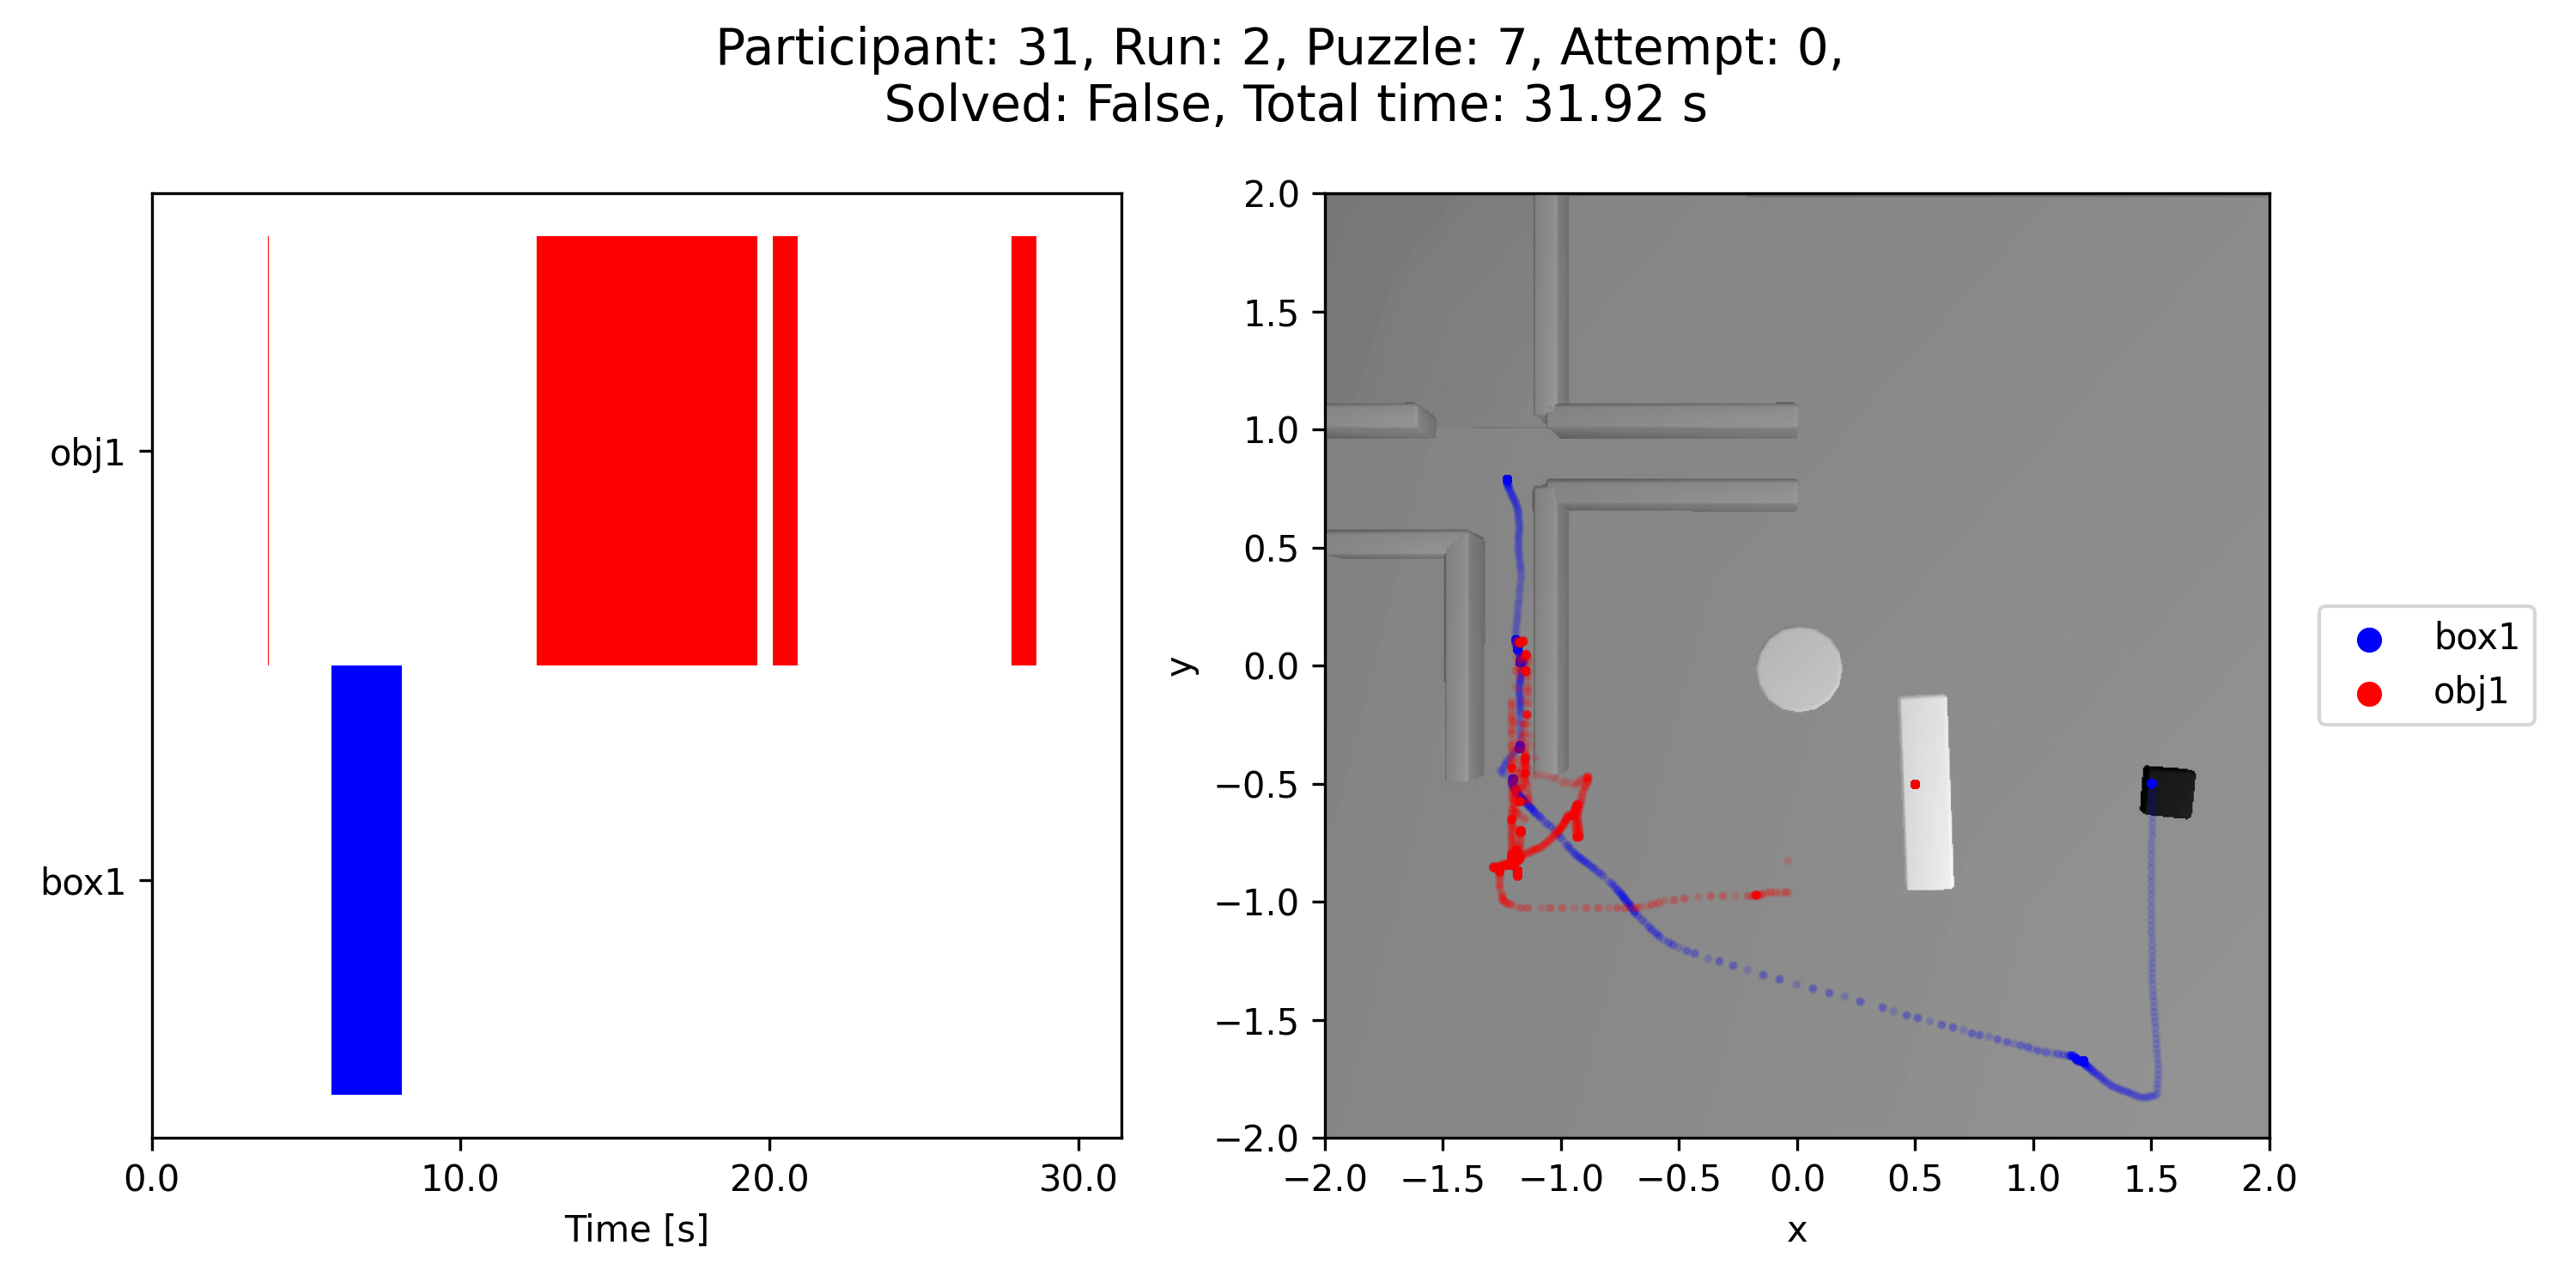 Participant: 31, Run: 2, Puzzle: 7, Attempt: 0,
Solved: False, Total time: 31.92 s
obj1
box1
0.0 10.0 20.0 30.0
Time [s]
2.0
1.5
1.0
0.5
0.0
−0.5
−1.0
−1.5
−2.0
y
−2.0 −1.5 −1.0 −0.5 0.0 0.5 1.0 1.5 2.0
x
box1
obj1